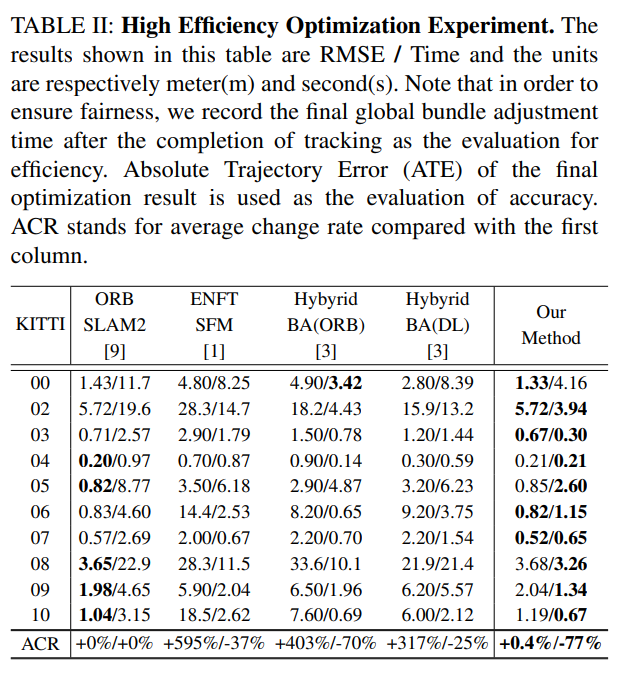 TABLE II: High Efficiency Optimization Experiment. The
results shown in this table are RMSE / Time and the units
are respectively meter(m) and second(s). Note that in order to
ensure fairness, we record the final global bundle adjustment
time after the completion of tracking as the evaluation for
efficiency. Absolute Trajectory Error (ATE) of the final
optimization result is used as the evaluation of accuracy.
ACR stands for average change rate compared with the first
column.
KITTI ORB SLAM2 [9] ENFT SFM [1] Hybyrid BA(ORB) [3] Hybyrid BA(DL) [3] Our Method
00 1.43/11.7 4.80/8.25 4.90/3.42 2.80/8.39 1.33/4.16
02 5.72/19.6 28.3/14.7 18.2/4.43 15.9/13.2 5.72/3.94
03 0.71/2.57 2.90/1.79 1.50/0.78 1.20/1.44 0.67/0.30
04 0.20/0.97 0.70/0.87 0.90/0.14 0.30/0.59 0.21/0.21
05 0.82/8.77 3.50/6.18 2.90/4.87 3.20/6.23 0.85/2.60
06 0.83/4.60 14.4/2.53 8.20/0.65 9.20/3.75 0.82/1.15
07 0.57/2.69 2.00/0.67 2.20/0.70 2.20/1.54 0.52/0.65
08 3.65/22.9 28.3/11.5 33.6/10.1 21.9/21.4 3.68/3.26
09 1.98/4.65 5.90/2.04 6.50/1.96 6.20/5.57 2.04/1.34
10 1.04/3.15 18.5/2.62 7.60/0.69 6.00/2.12 1.19/0.67
ACR +0%/+0% +595%/-37% +403%/-70% +317%/-25% +0.4%/-77%